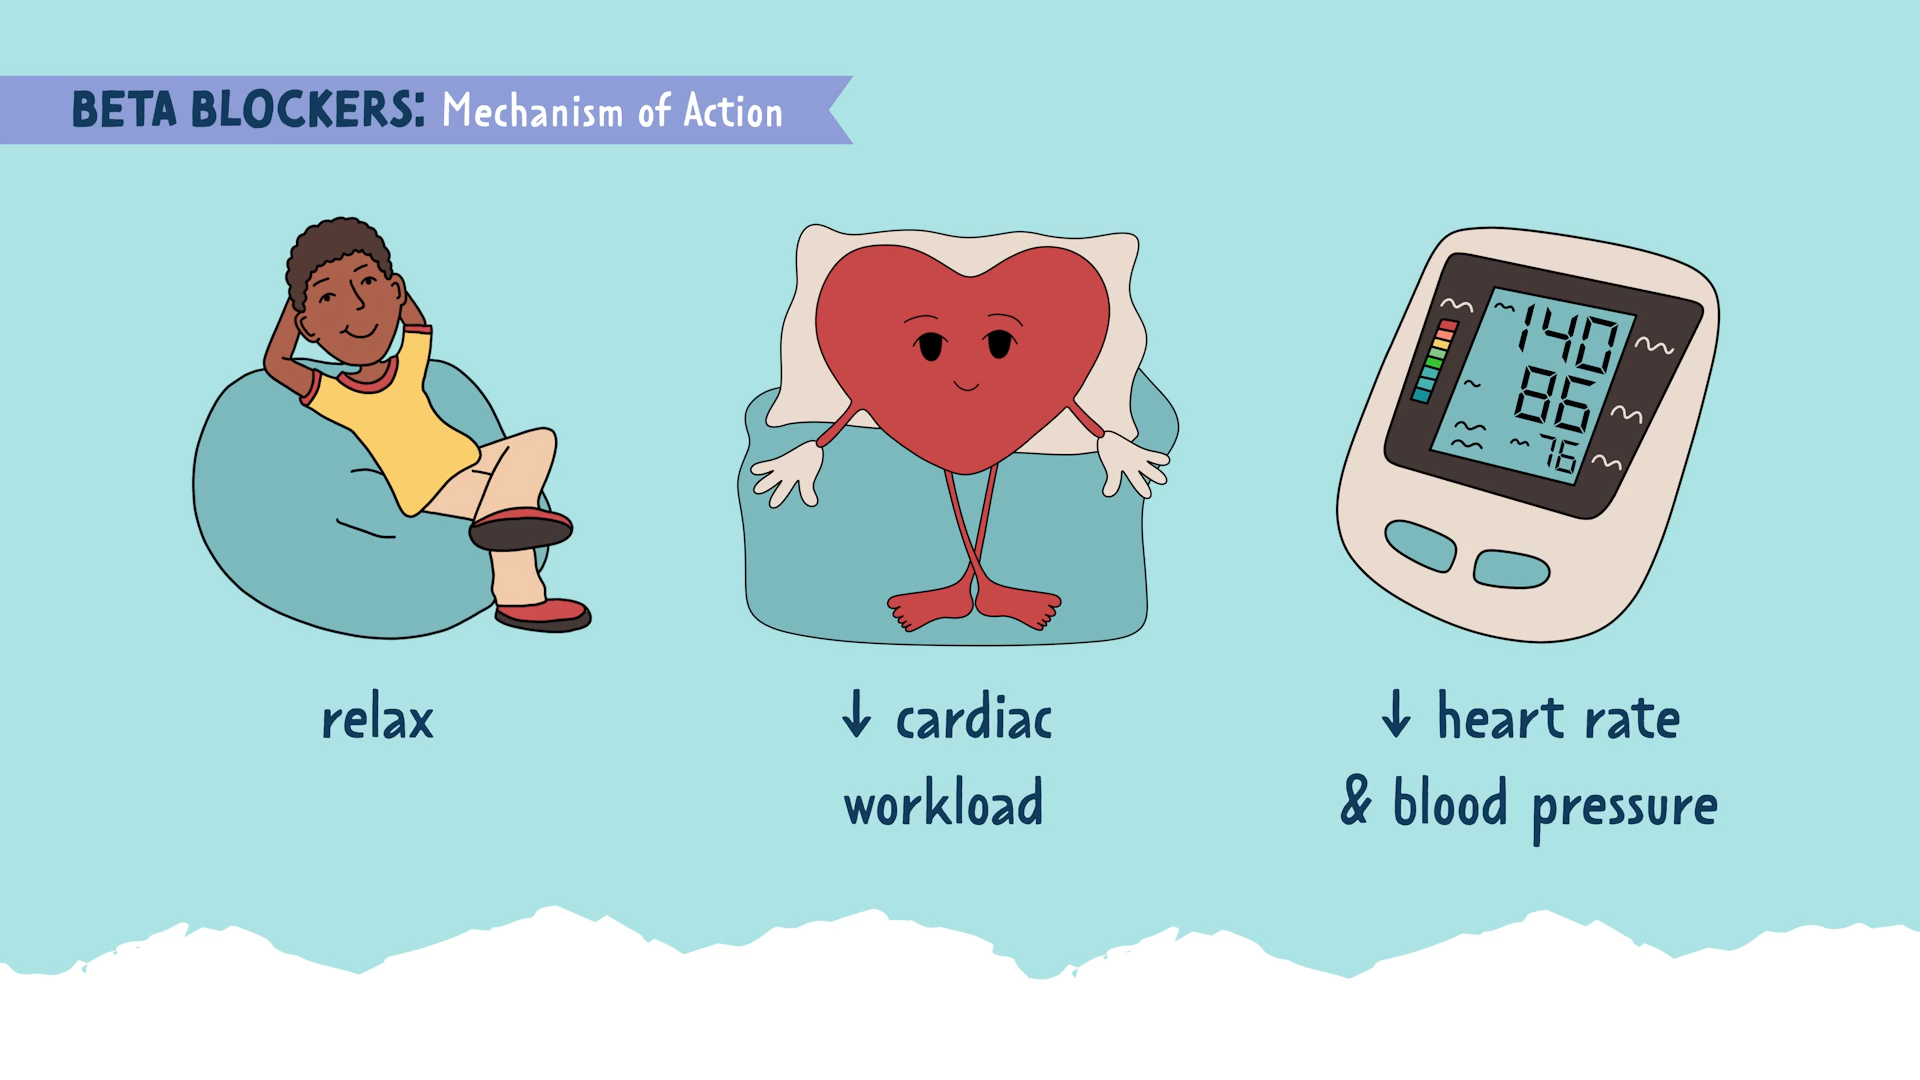 BETA BLOCKERS: Mechanism of Action
140
86
76
relax
↓ cardiac
workload
↓ heart rate
& blood pressure